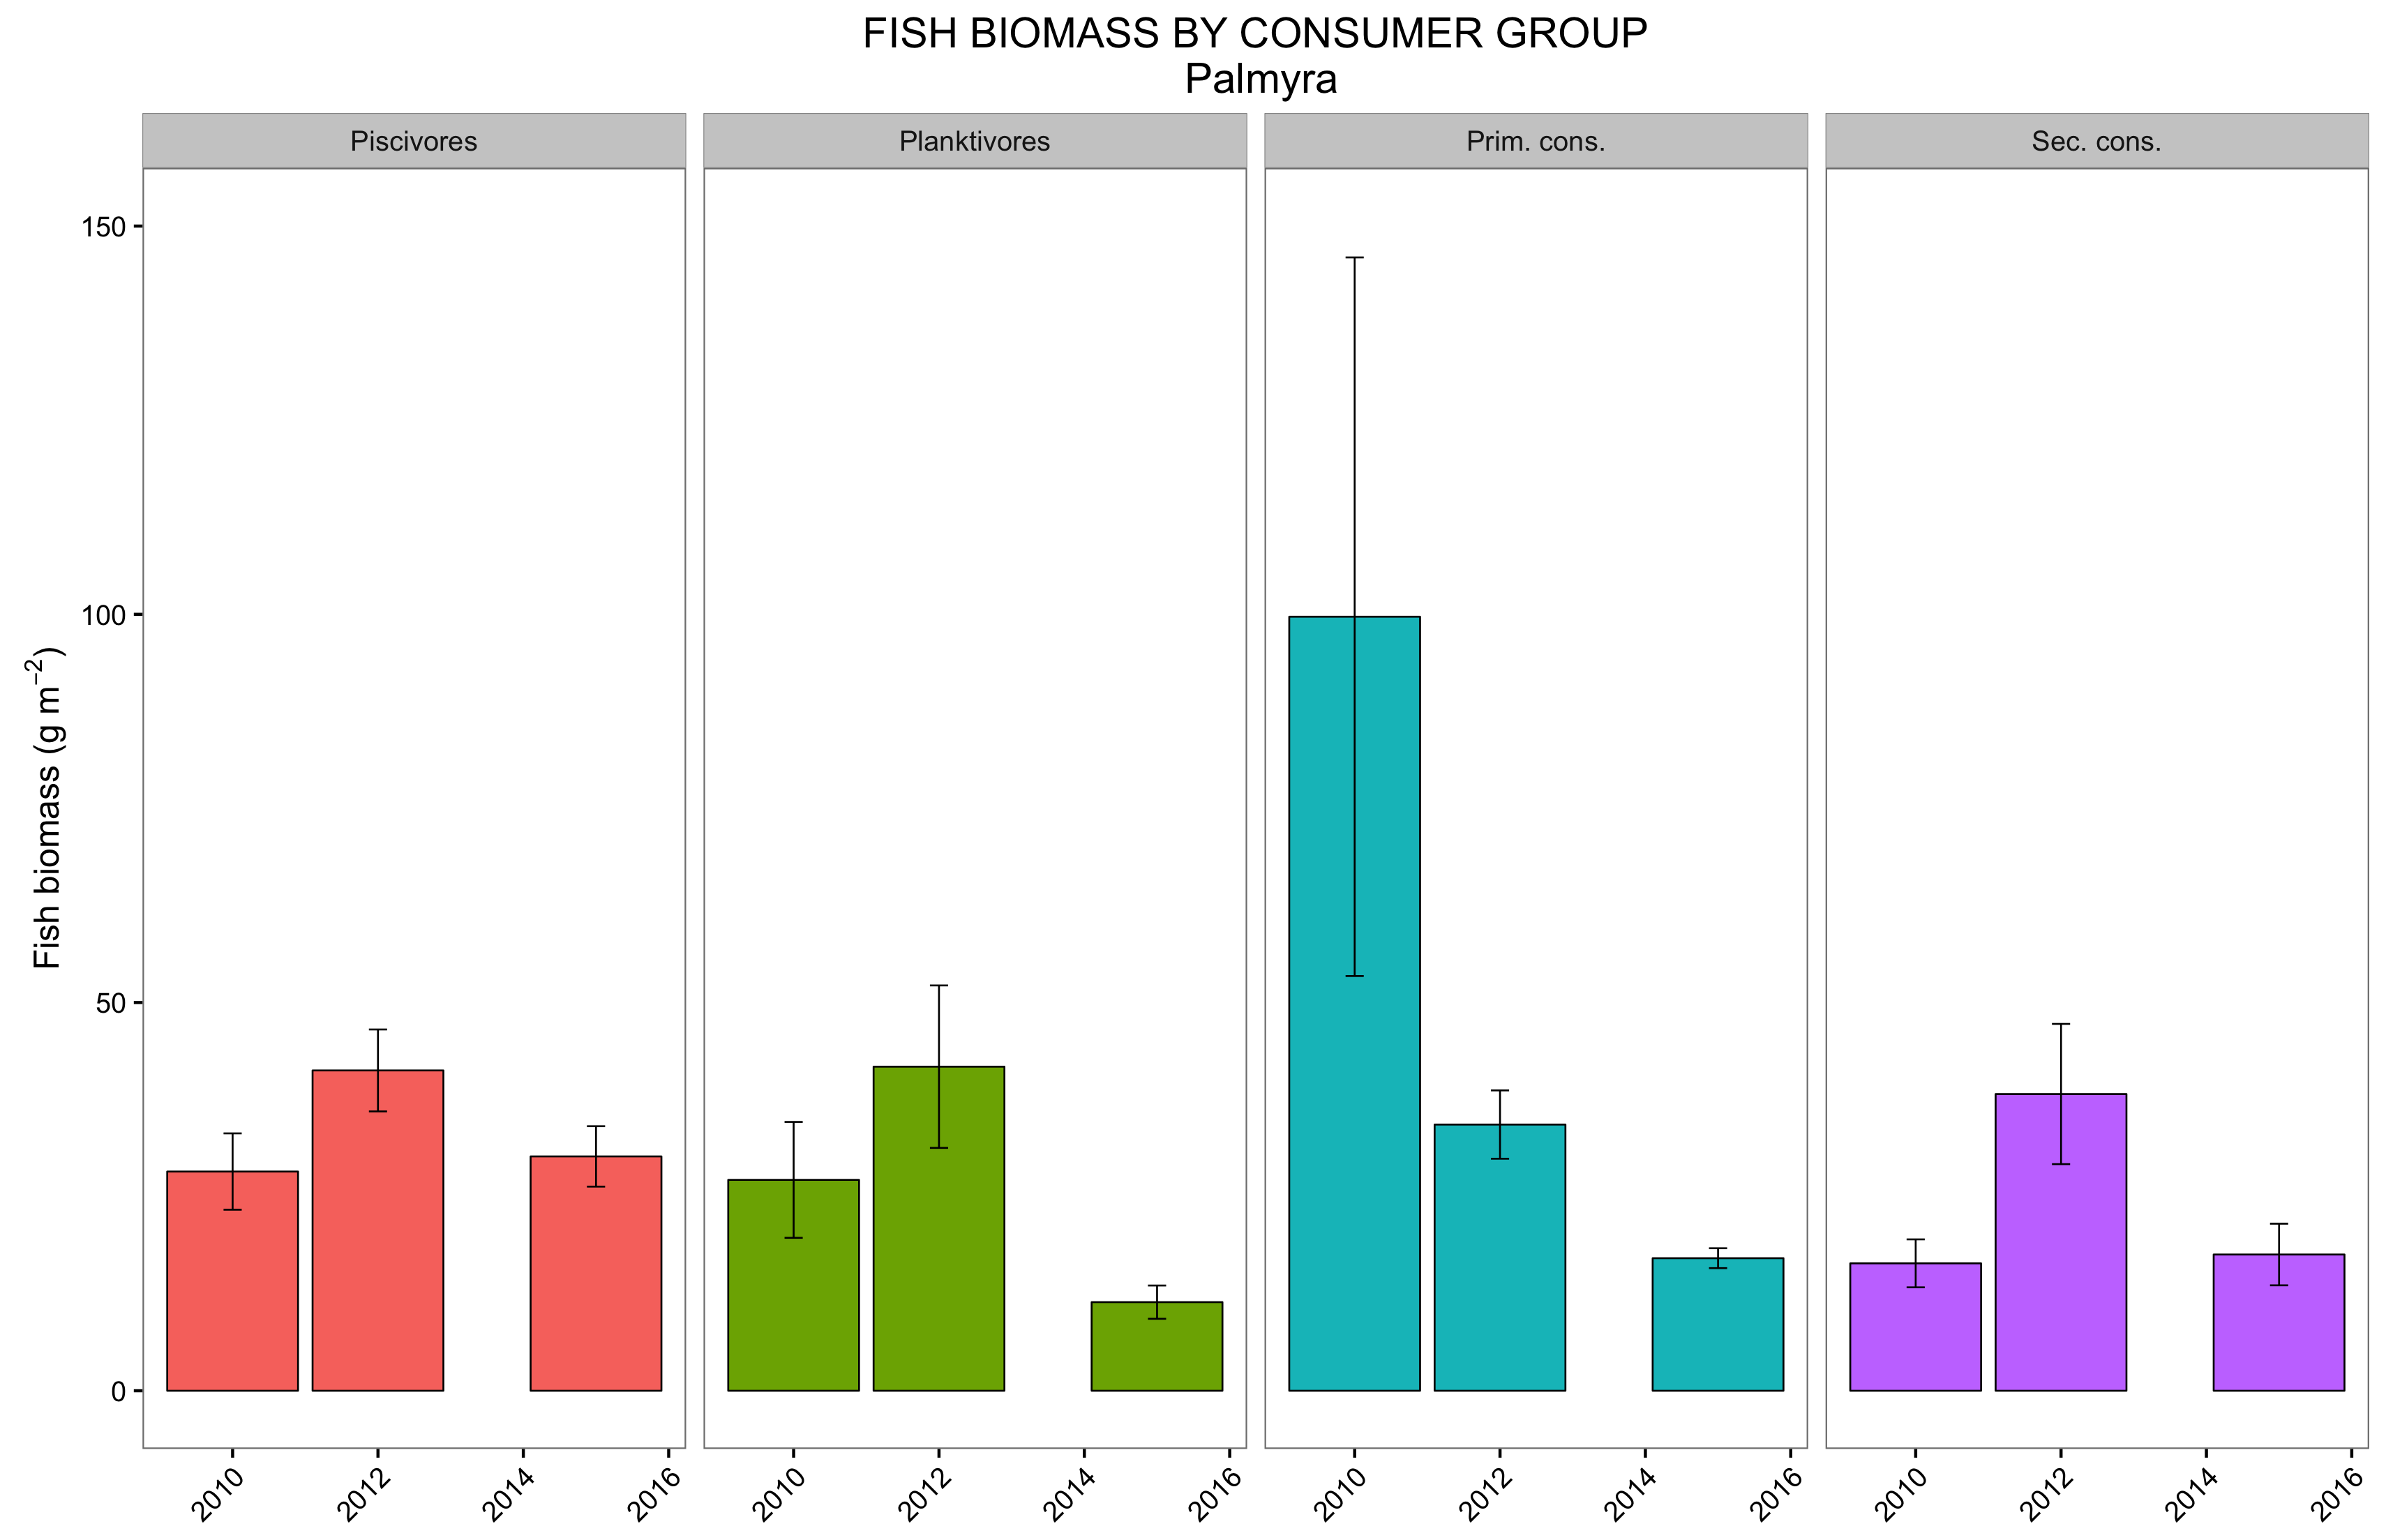 FISH BIOMASS BY CONSUMER GROUP
Palmyra
Piscivores
Planktivores
Prim. cons.
Sec. cons.
Fish biomass (g m⁻²)
150
100
50
0
2010 2012 2014 2016
2010 2012 2014 2016
2010 2012 2014 2016
2010 2012 2014 2016